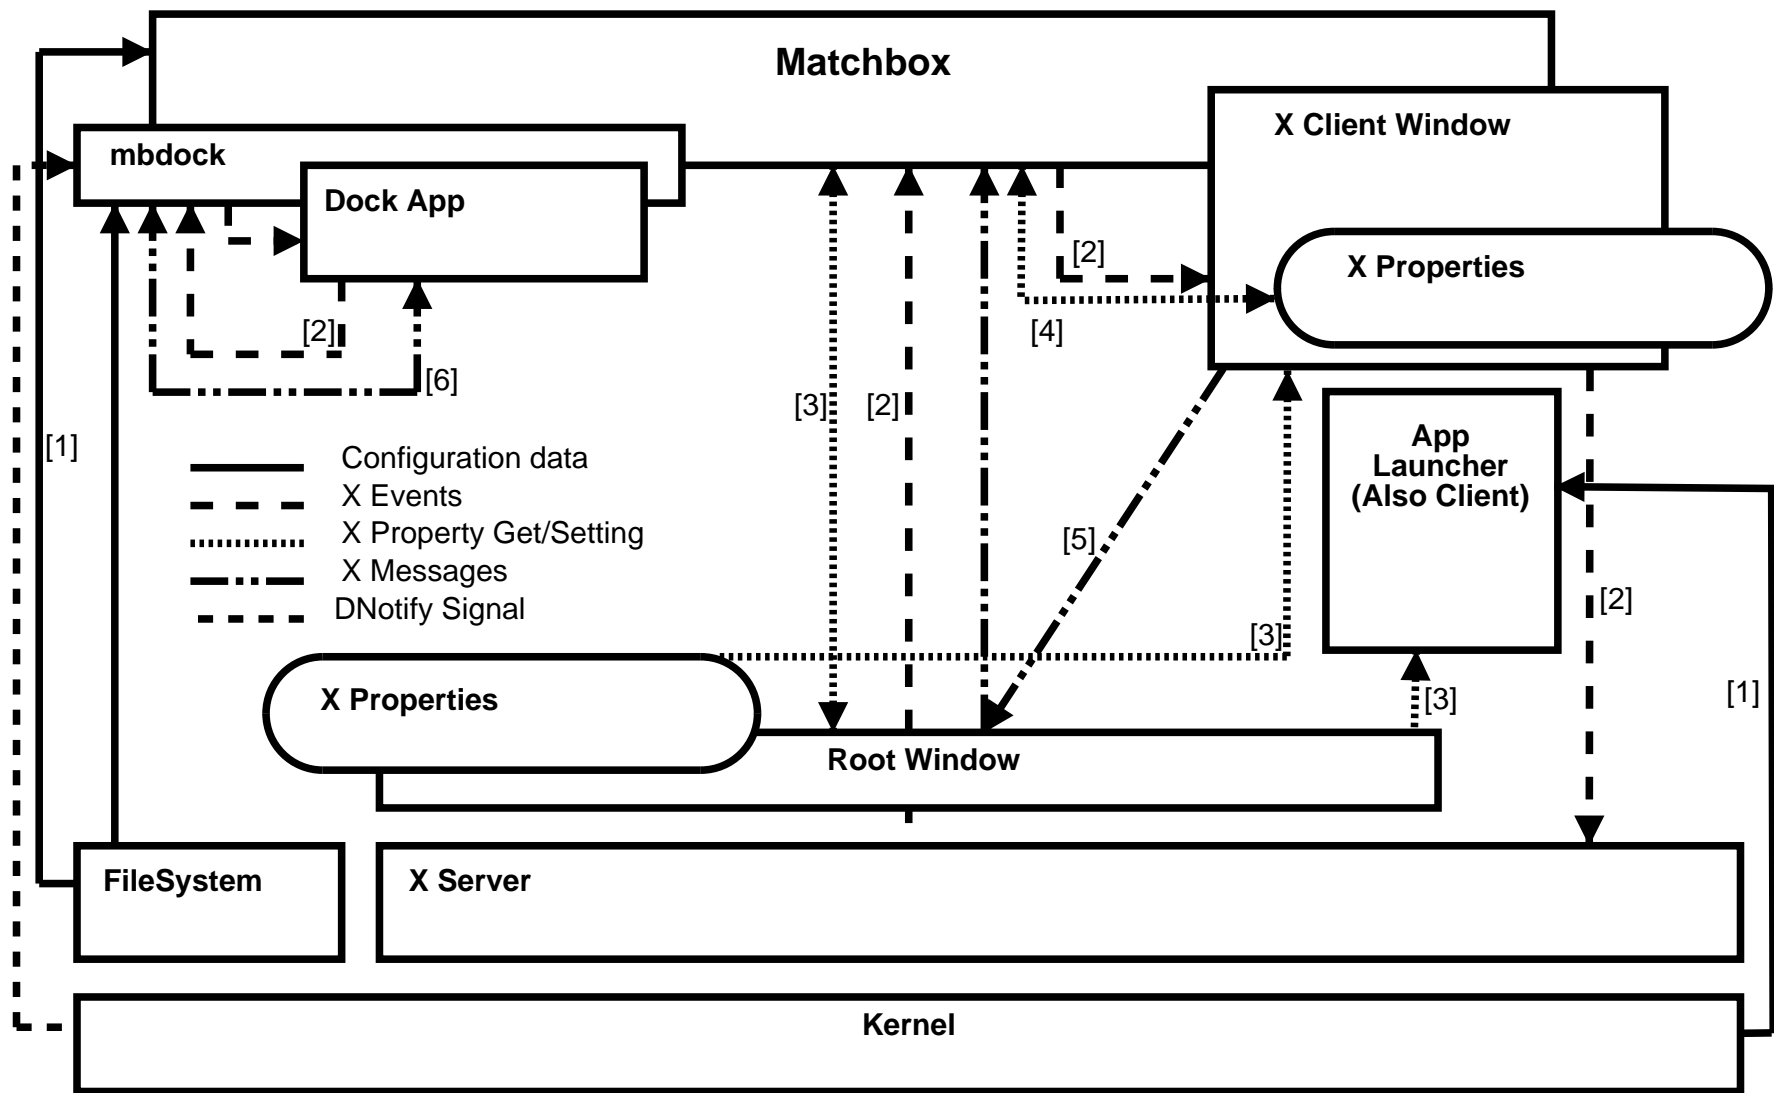 Matchbox
X Client Window
mbdock
Dock App
X Properties
[2]
[4]
[2]
[6]
[3]
[2]
[1]
Configuration data
X Events
X Property Get/Setting
X Messages
DNotify Signal
App
Launcher
(Also Client)
[5]
[2]
[3]
[3]
[1]
X Properties
Root Window
FileSystem
X Server
Kernel